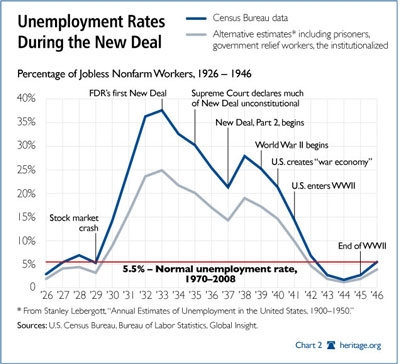 Unemployment Rates
During the New Deal
Census Bureau data
Alternative estimates* including prisoners,
government relief workers, the institutionalized
Percentage of Jobless Nonfarm Workers, 1926 – 1946
40%
35%
30%
25%
20%
15%
10%
5%
0%
FDR's first New Deal
Supreme Court declares much
of New Deal unconstitutional
New Deal, Part 2, begins
World War II begins
U.S. creates "war economy"
U.S. enters WWII
Stock market
crash
End of WWII
5.5% – Normal unemployment rate,
1970–2008
'26 '27 '28 '29 '30 '31 '32 '33 '34 '35 '36 '37 '38 '39 '40 '41 '42 '43 '44 '45 '46
* From Stanley Lebergott, "Annual Estimates of Unemployment in the United States, 1900–1950."
Sources: U.S. Census Bureau, Bureau of Labor Statistics, Global Insight.
Chart 2 heritage.org